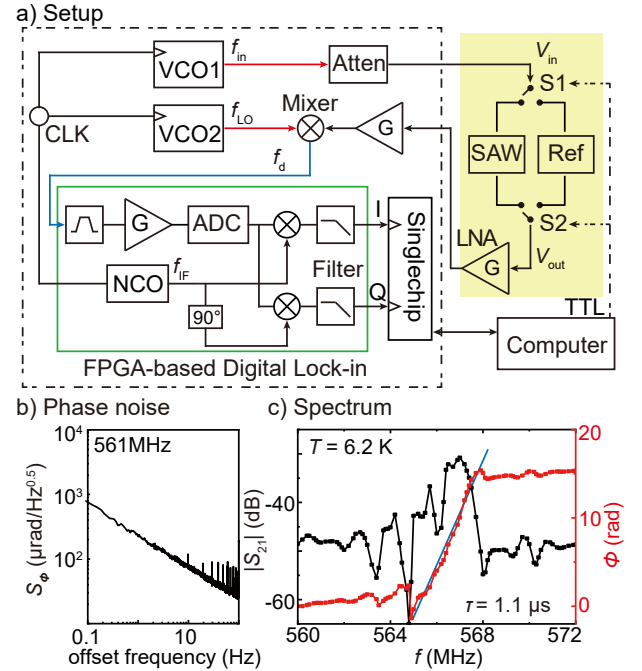 a) Setup
VCO1
f_in
Atten
V_in
S1
CLK
VCO2
f_LO
Mixer
G
f_d
SAW
Ref
S2
LNA
G
V_out
G
ADC
I
Singlechip
NCO
f_IF
Filter
90°
Q
TTL
Computer
FPGA-based Digital Lock-in
b) Phase noise
561MHz
10^4
10^3
10^2
S_Φ (μrad/Hz^0.5)
0.1
10
offset frequency (Hz)
c) Spectrum
T = 6.2 K
τ = 1.1 μs
-20
-40
-60
|S_21| (dB)
20
10
0
Φ (rad)
560
564
568
572
f (MHz)